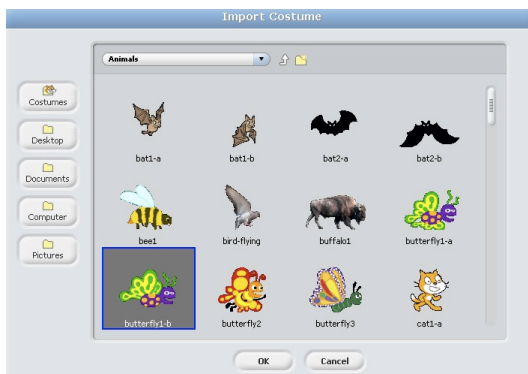 Import Costume
Animals
Costumes
Desktop
Documents
Computer
Pictures
bat1-a
bat1-b
bat2-a
bat2-b
bee1
bird-flying
buffalo1
butterfly1-a
butterfly1-b
butterfly2
butterfly3
cat1-a
OK
Cancel